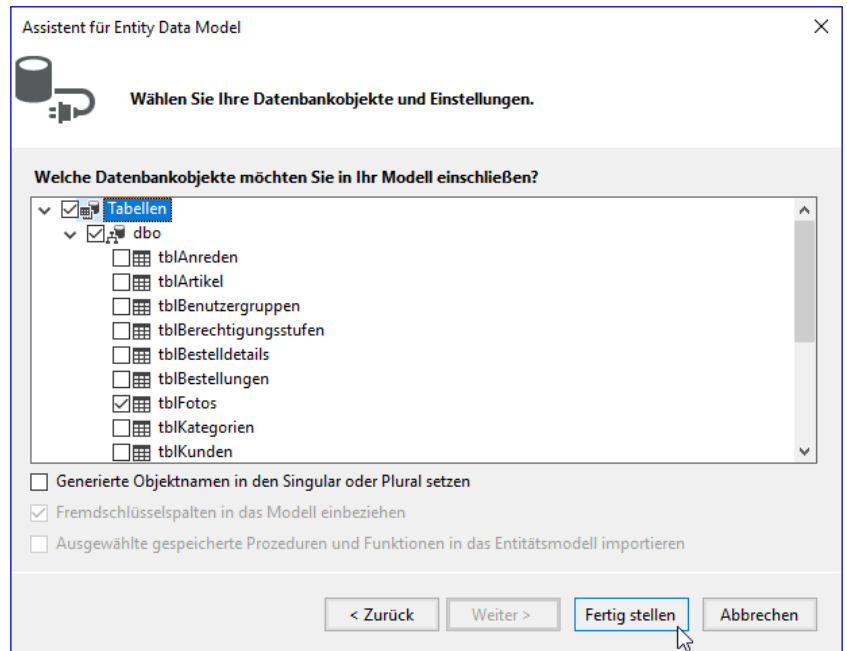 Assistent für Entity Data Model
Wählen Sie Ihre Datenbankobjekte und Einstellungen.
Welche Datenbankobjekte möchten Sie in Ihr Modell einschließen?
Tabellen
dbo
tblAnreden
tblArtikel
tblBenutzergruppen
tblBerechtigungsstufen
tblBestelldetails
tblBestellungen
tblFotos
tblKategorien
tblKunden
Generierte Objektnamen in den Singular oder Plural setzen
Fremdschlüsselspalten in das Modell einbeziehen
Ausgewählte gespeicherte Prozeduren und Funktionen in das Entitätsmodell importieren
< Zurück Weiter > Fertig stellen Abbrechen